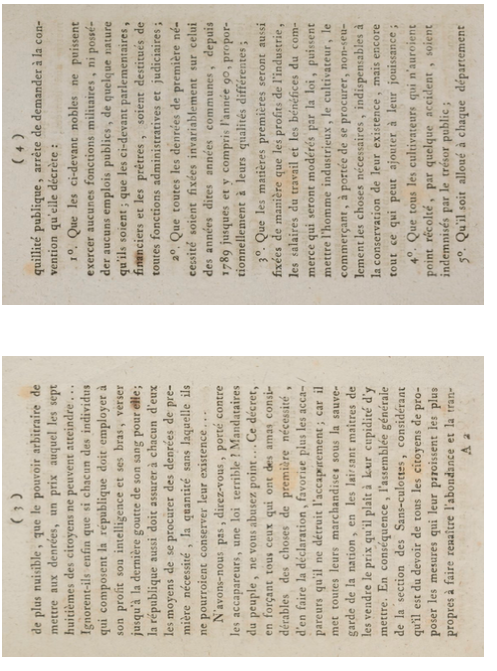 ( 3 )
de plus nuisible, que le pouvoir arbitraire de
mettre aux denrées, un prix auquel les sept
huitièmes des citoyens ne peuvent atteindre...
Ignorent-ils enfin que si chacun des individus
qui composent la république doit employer à
son profit son intelligence et ses bras, verser
jusqu'à la dernière goutte de son sang pour elle;
la république aussi doit assurer à chacun d'eux
les moyens de se procurer des denrées de pre-
mière nécessité, la quantité sans laquelle ils
ne pourroient conserver leur existence...
N'avons-nous pas, direz-vous, porté contre
les accapareurs, une loi terrible ! Mandataires
du peuple, ne vous abusez point... Ce décret,
en forçant tous ceux qui ont des amas consi-
dérables des choses de première nécessité,
d'en faire la déclaration, favorise plus les acca-
pareurs qu'il ne détruit l'accaparement; car il
met toutes leurs marchandises sous la sauve-
garde de la nation, en les laissant maîtres de
les vendre le prix qu'il plaît à leur cupidité d'y
mettre. En conséquence, l'assemblée générale
de la section des Sans-culottes, considérant
qu'il est du devoir de tous les citoyens de pro-
poser les mesures qui leur paroissent les plus
propres à faire renaître l'abondance et la tran-
A 2
( 4 )
quillité publique, arrête de demander à la con-
vention qu'elle décrète :
1°. Que les ci-devant nobles ne puissent
exercer aucunes fonctions militaires, ni possé-
der aucuns emplois publics, de quelque nature
qu'ils soient; que les ci-devant parlementaires,
financiers et les prêtres, soient destitués de
toutes fonctions administratives et judiciaires;
2°. Que toutes les denrées de première né-
cessité soient fixées invariablement sur celui
des années dites années communes, depuis
1789 jusques et y compris l'année 90, propor-
tionnellement à leurs qualités différentes;
3°. Que les matières premières seront aussi
fixées de manière que les profits de l'industrie,
les salaires du travail et les bénéfices du com-
merce qui seront modérés par la loi, puissent
mettre l'homme industrieux, le cultivateur, le
commerçant, à portée de se procurer, non-seu-
lement les choses nécessaires, indispensables à
la conservation de leur existence, mais encore
tout ce qui peut ajouter à leur jouissance;
4°. Que tous les cultivateurs qui n'auroient
point récolté, par quelque accident, soient
indemnisés par le trésor public;
5°. Qu'il soit alloué à chaque département